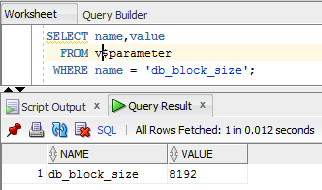 Worksheet Query Builder
SELECT name,value
FROM v$parameter
WHERE name = 'db_block_size';
Script Output × Query Result ×
SQL | All Rows Fetched: 1 in 0.012 seconds
NAME VALUE
1 db_block_size 8192